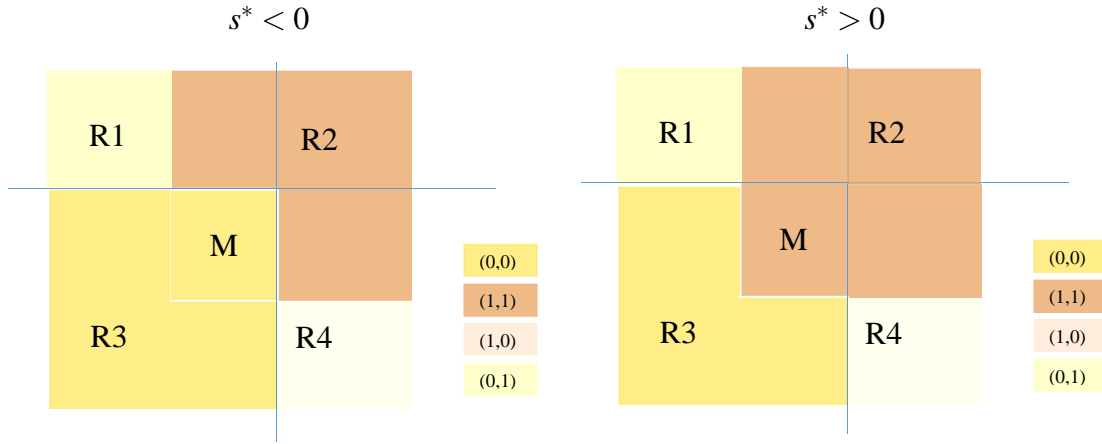 s* < 0
R1
R2
M
R3
R4
(0,0)
(1,1)
(1,0)
(0,1)
s* > 0
R1
R2
M
R3
R4
(0,0)
(1,1)
(1,0)
(0,1)